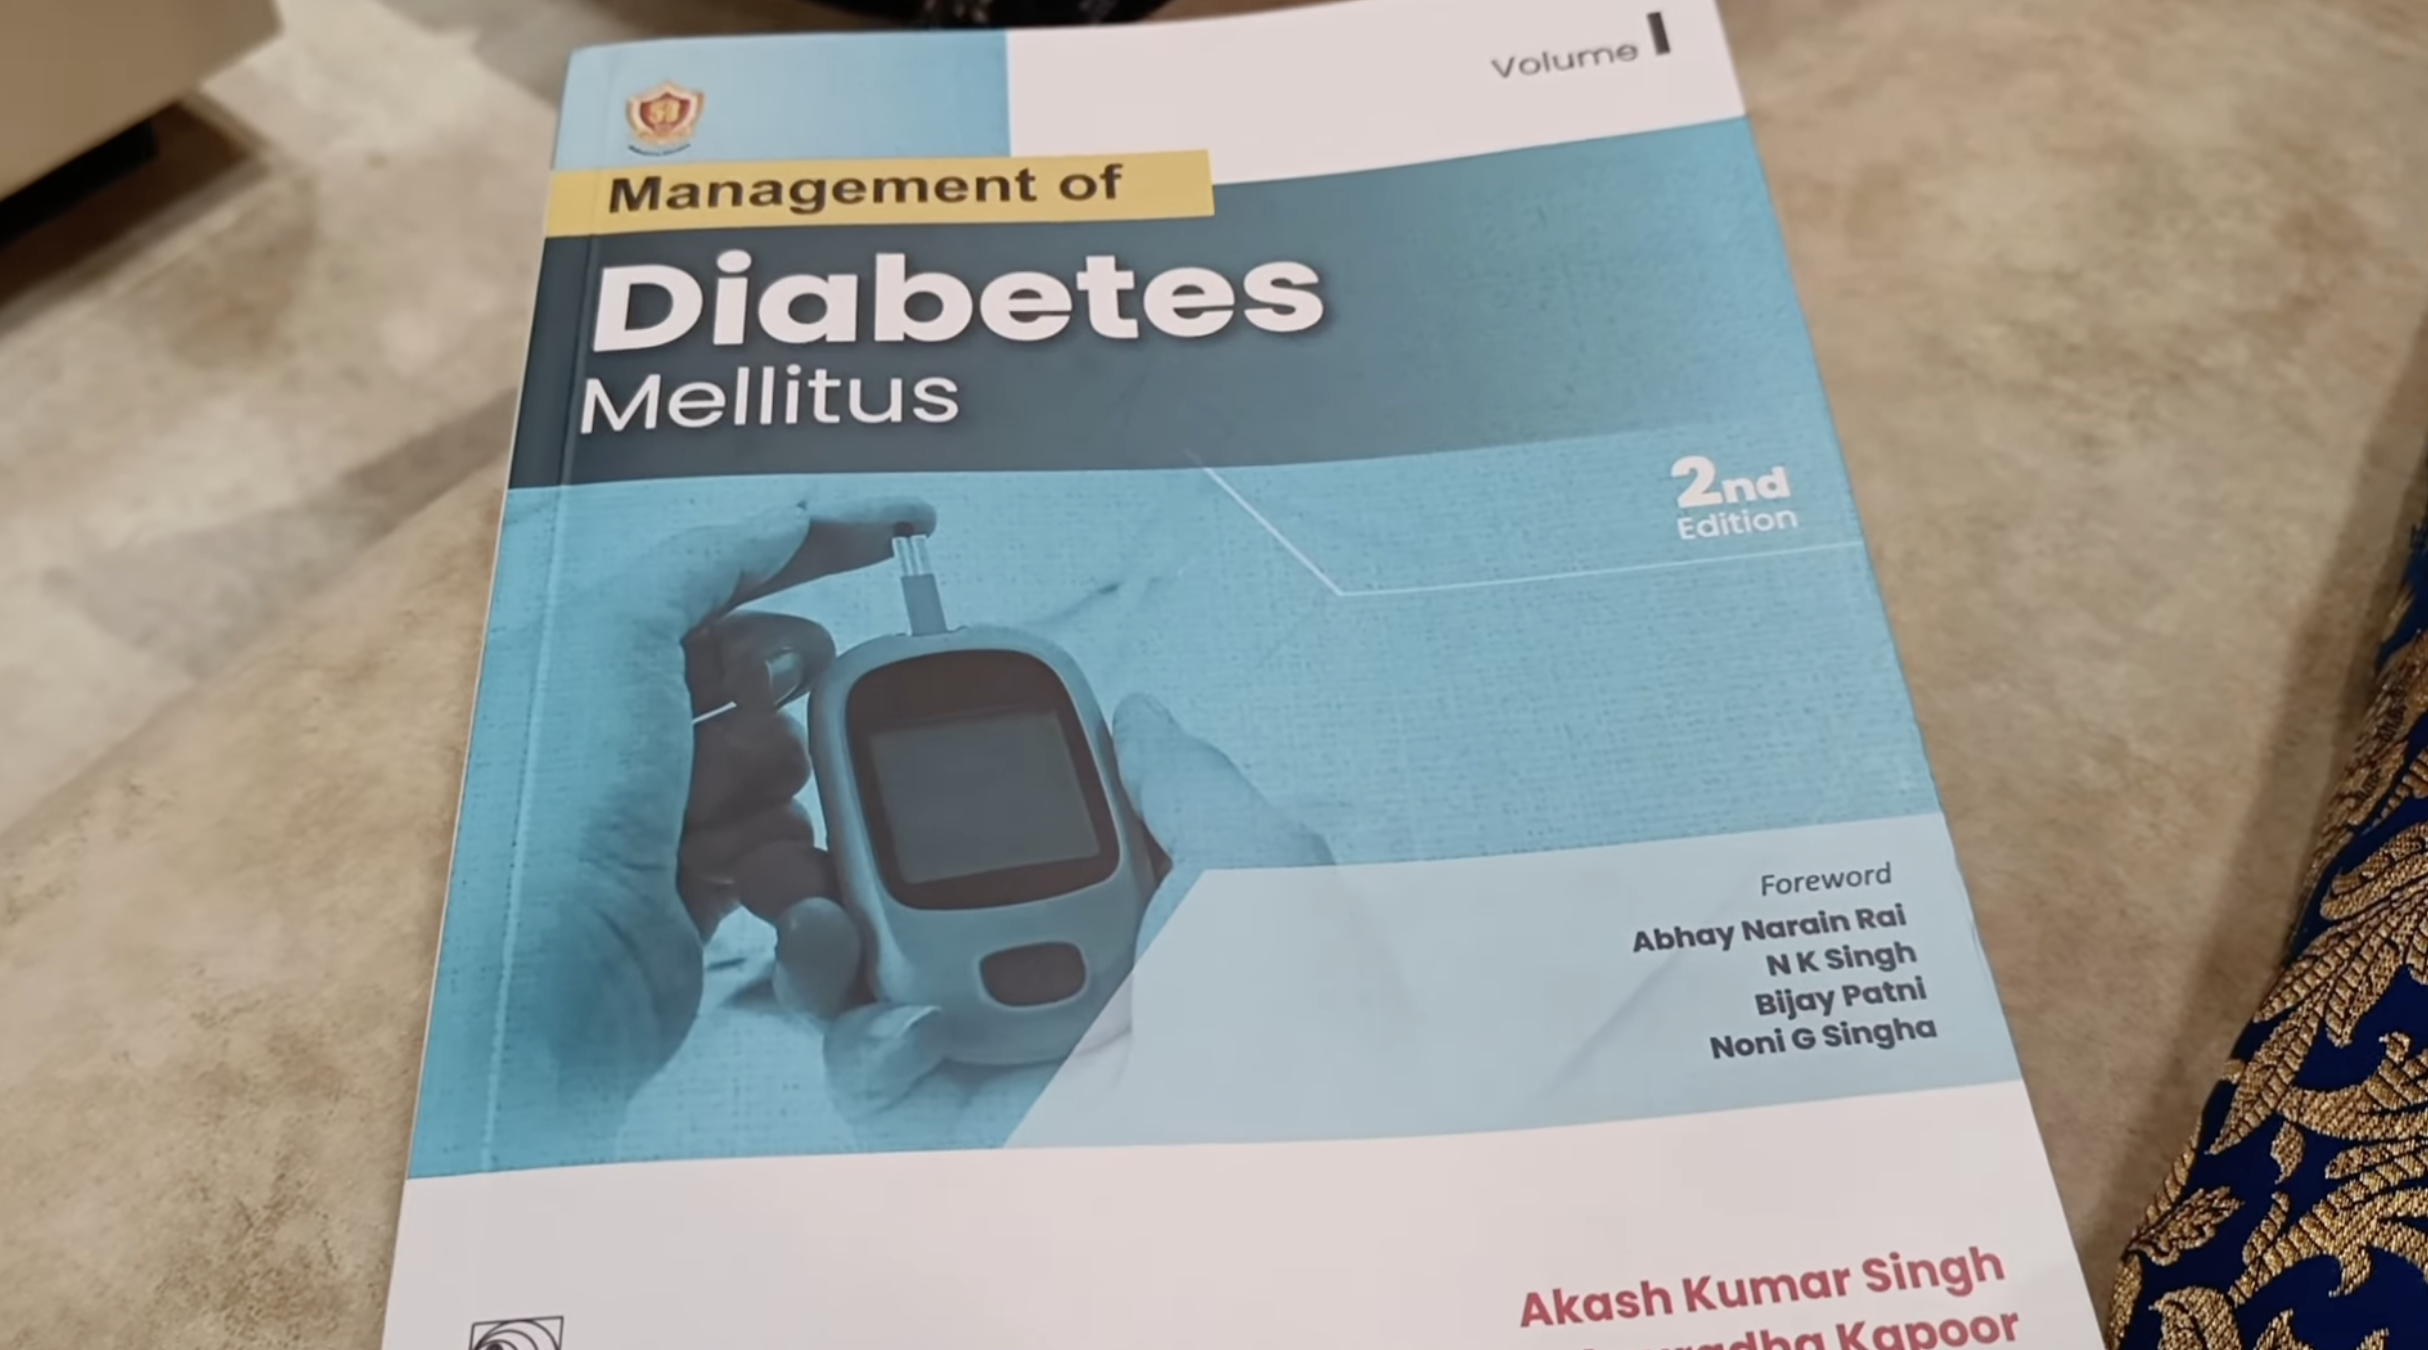 Volume I
Management of
Diabetes
Mellitus
2nd
Edition
Foreword
Abhay Narain Rai
N K Singh
Bijay Patni
Noni G Singha
Akash Kumar Singh
Kapoor